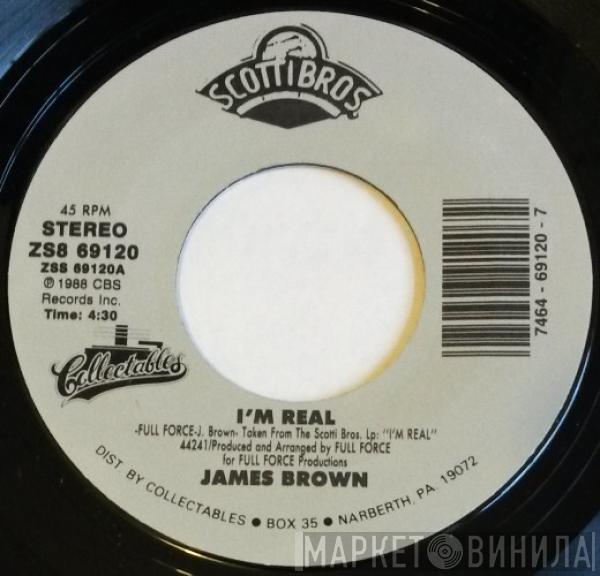 SCOTTI BROS.
45 RPM
STEREO
ZS8 69120
ZSS 69120A
℗ 1988 CBS
Records Inc.
Time: 4:30
Collectables
7464 - 69120 - 7
I'M REAL
-FULL FORCE-J. Brown- Taken From The Scotti Bros. Lp: "I'M REAL"
44241/Produced and Arranged by FULL FORCE
for FULL FORCE Productions
JAMES BROWN
DIST. BY COLLECTABLES ● BOX 35 ● NARBERTH, PA. 19072
МАРКЕТ ВИНИЛА